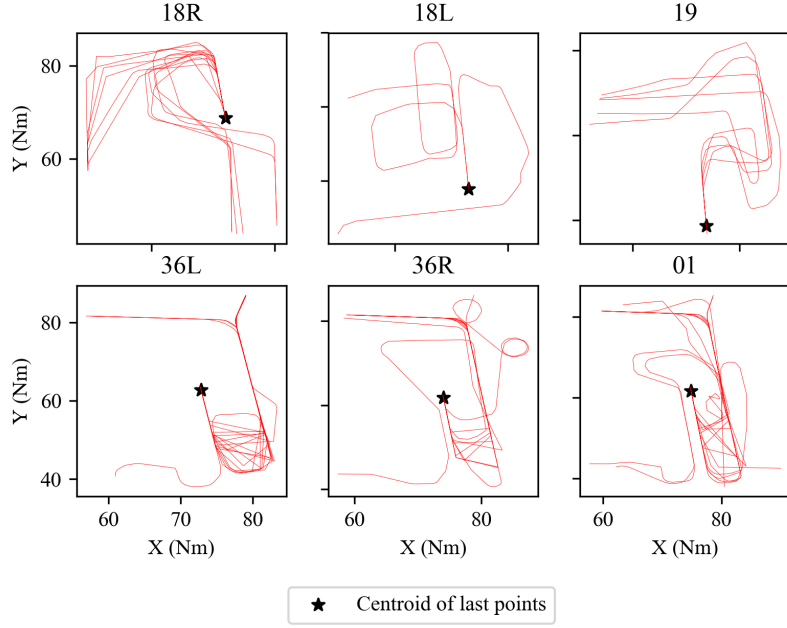 18R 18L 19
Y (Nm)
80
60
36L 36R 01
Y (Nm)
80
60
40
60 70 80 60 80 60 80
X (Nm) X (Nm) X (Nm)
Centroid of last points